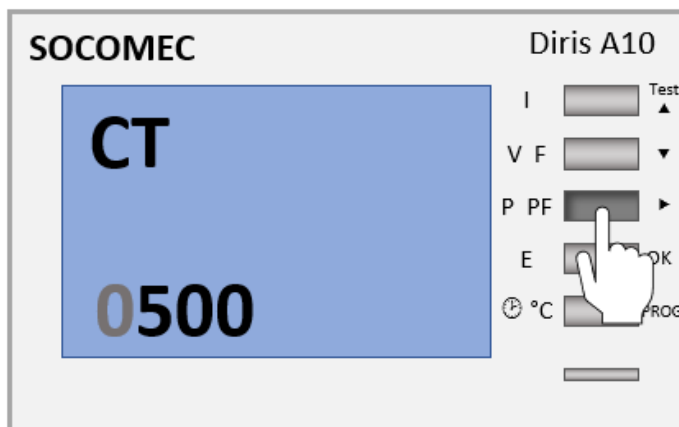 SOCOMEC
Diris A10
CT
0500
I
Test
V F
P PF
E
OK
°C
PROG